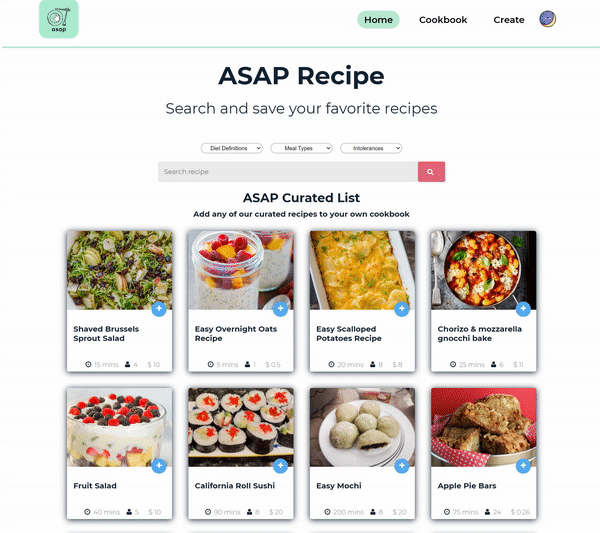 asap
Home
Cookbook
Create
ASAP Recipe
Search and save your favorite recipes
Diet Definitions
Meal Types
Intolerances
Search recipe
ASAP Curated List
Add any of our curated recipes to your own cookbook
Shaved Brussels
Sprout Salad
15 mins 4 $ 10
Easy Overnight Oats
Recipe
5 mins 1 $ 0.5
Easy Scalloped
Potatoes Recipe
20 mins 8 $ 8
Chorizo & mozzarella
gnocchi bake
25 mins 6 $ 11
Fruit Salad
40 mins 5 $ 10
California Roll Sushi
90 mins 8 $ 20
Easy Mochi
200 mins 8 $ 20
Apple Pie Bars
75 mins 24 $ 0.26